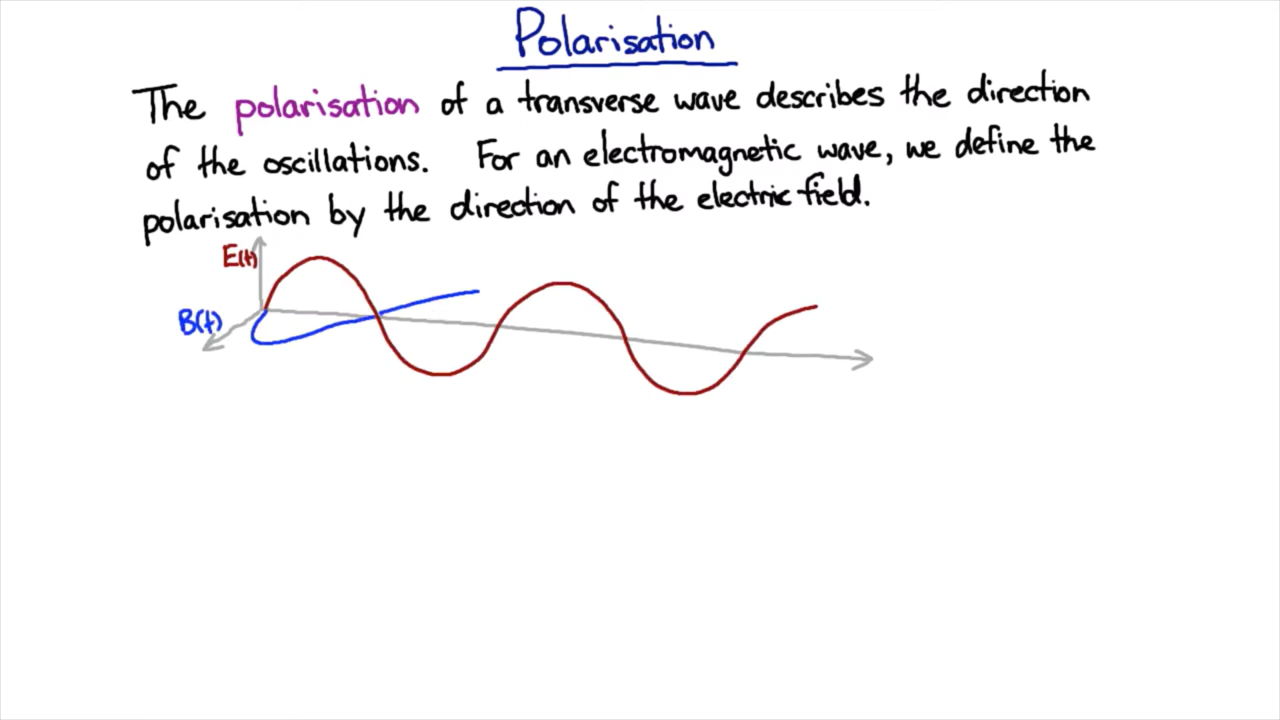 Polarisation
The polarisation of a transverse wave describes the direction
of the oscillations. For an electromagnetic wave, we define the
polarisation by the direction of the electric field.
E(t)
B(t)